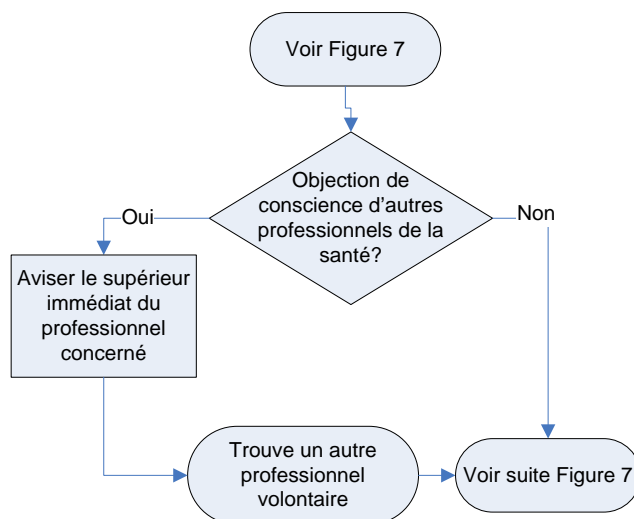 Voir Figure 7
Objection de
conscience d'autres
professionnels de la
santé?
Oui
Non
Aviser le supérieur
immédiat du
professionnel
concerné
Trouve un autre
professionnel
volontaire
Voir suite Figure 7